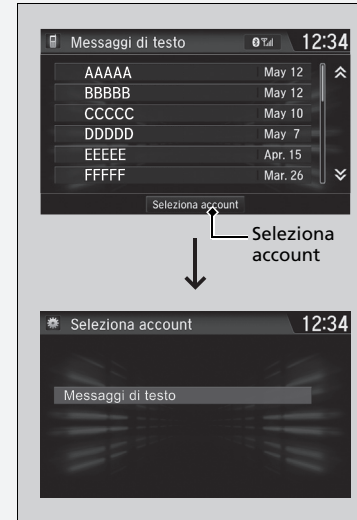 Messaggi di testo 12:34
AAAAA May 12
BBBBB May 12
CCCCC May 10
DDDDD May 7
EEEEE Apr. 15
FFFFF Mar. 26
Seleziona account
Seleziona
account
Seleziona account 12:34
Messaggi di testo